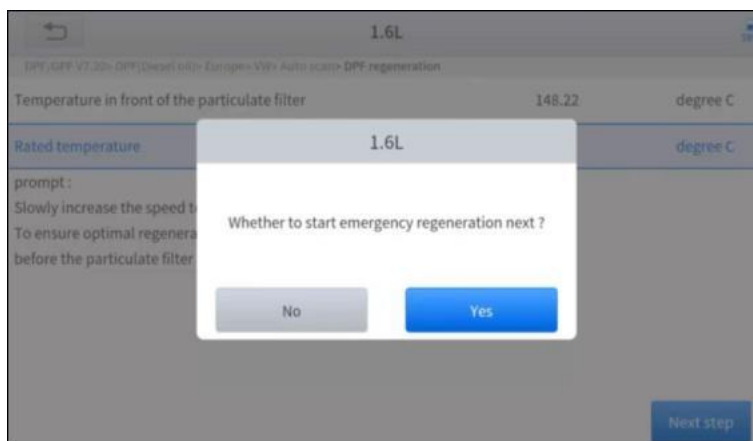 1.6L
DPF/GPF V7.20> DPF(Diesel oil)> Europe> VW> Auto scan> DPF regeneration
Temperature in front of the particulate filter 148.22 degree C
Rated temperature degree C
1.6L
prompt :
Slowly increase the speed t
Whether to start emergency regeneration next ?
To ensure optimal regenera
before the particulate filter
No Yes
Next step